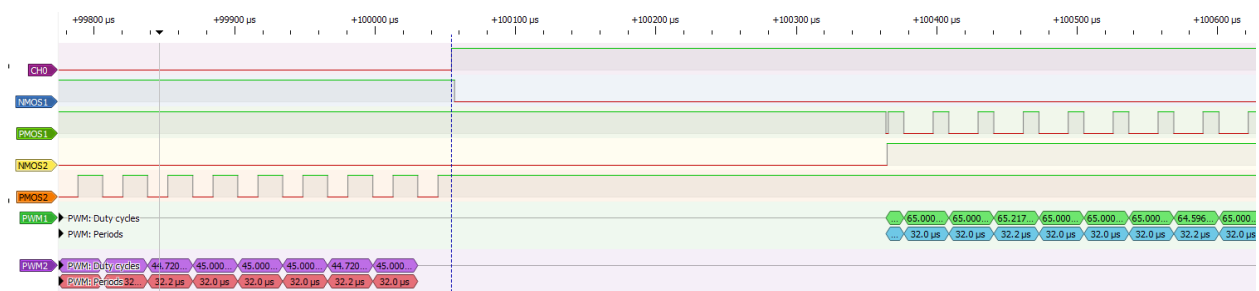 +99800 µs +99900 µs +100000 µs +100100 µs +100200 µs +100300 µs +100400 µs +100500 µs +100600 µs
CH0
NMOS1
PMOS1
NMOS2
PMOS2
PWM1 PWM: Duty cycles ... 65.000... 65.000... 65.217... 65.000... 65.000... 65.000... 64.596... 65.000...
PWM: Periods ... 32.0 µs 32.0 µs 32.2 µs 32.0 µs 32.0 µs 32.0 µs 32.2 µs 32.0 µs
PWM2 PWM: Duty cycles 44.720... 45.000... 45.000... 45.000... 44.720... 45.000...
PWM: Periods 32... 32.2 µs 32.0 µs 32.0 µs 32.0 µs 32.2 µs 32.0 µs